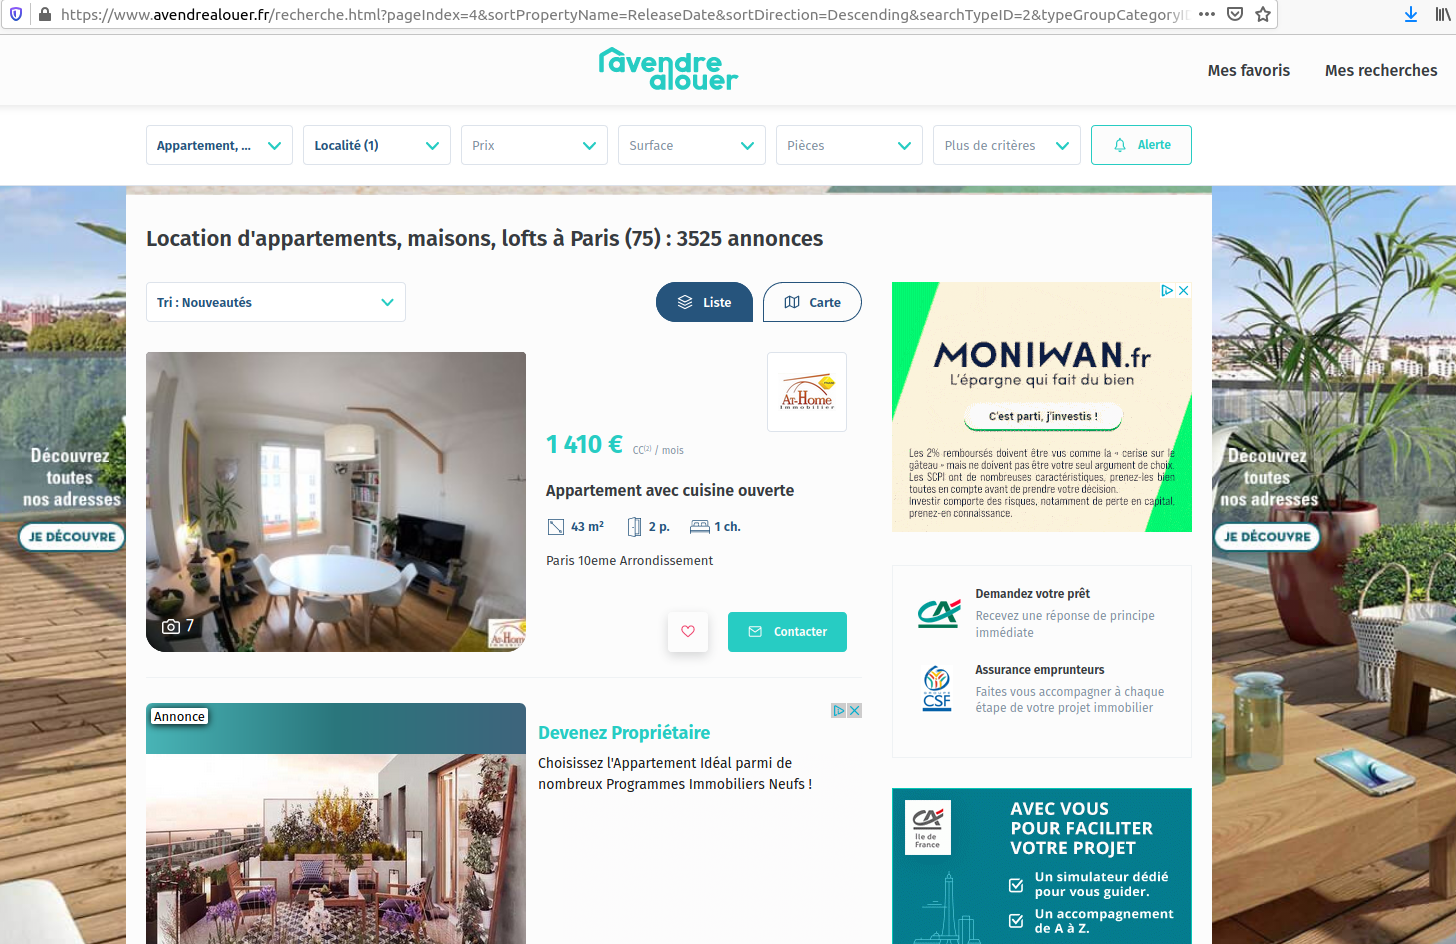 https://www.avendrealouer.fr/recherche.html?pageIndex=4&sortPropertyName=ReleaseDate&sortDirection=Descending&searchTypeID=2&typeGroupCategoryID
avendre
alouer
Mes favoris
Mes recherches
Appartement, ...
Localité (1)
Prix
Surface
Pièces
Plus de critères
Alerte
Location d'appartements, maisons, lofts à Paris (75) : 3525 annonces
Tri : Nouveautés
Liste
Carte
7
At-Home
At-Home
Immobilier
1 410 €
CC(2) / mois
Appartement avec cuisine ouverte
43 m²
2 p.
1 ch.
Paris 10eme Arrondissement
Contacter
Annonce
Devenez Propriétaire
Choisissez l'Appartement Idéal parmi de
nombreux Programmes Immobiliers Neufs !
MONIWAN.fr
L'épargne qui fait du bien
C'est parti, j'investis !
Les 2% remboursés doivent être vus comme la « cerise sur le
gâteau » mais ne doivent pas être votre seul argument de choix.
Les SCPI ont de nombreuses caractéristiques, prenez-les bien
toutes en compte avant de prendre votre décision.
Investir comporte des risques, notamment de perte en capital,
prenez-en connaissance.
CA
Demandez votre prêt
Recevez une réponse de principe
immédiate
GROUPE
CSF
Assurance emprunteurs
Faites vous accompagner à chaque
étape de votre projet immobilier
CA
Ile de
France
AVEC VOUS
POUR FACILITER
VOTRE PROJET
Un simulateur dédié
pour vous guider.
Un accompagnement
de A à Z.
Découvrez
toutes
nos adresses
JE DÉCOUVRE
Découvrez
toutes
nos adresses
JE DÉCOUVRE